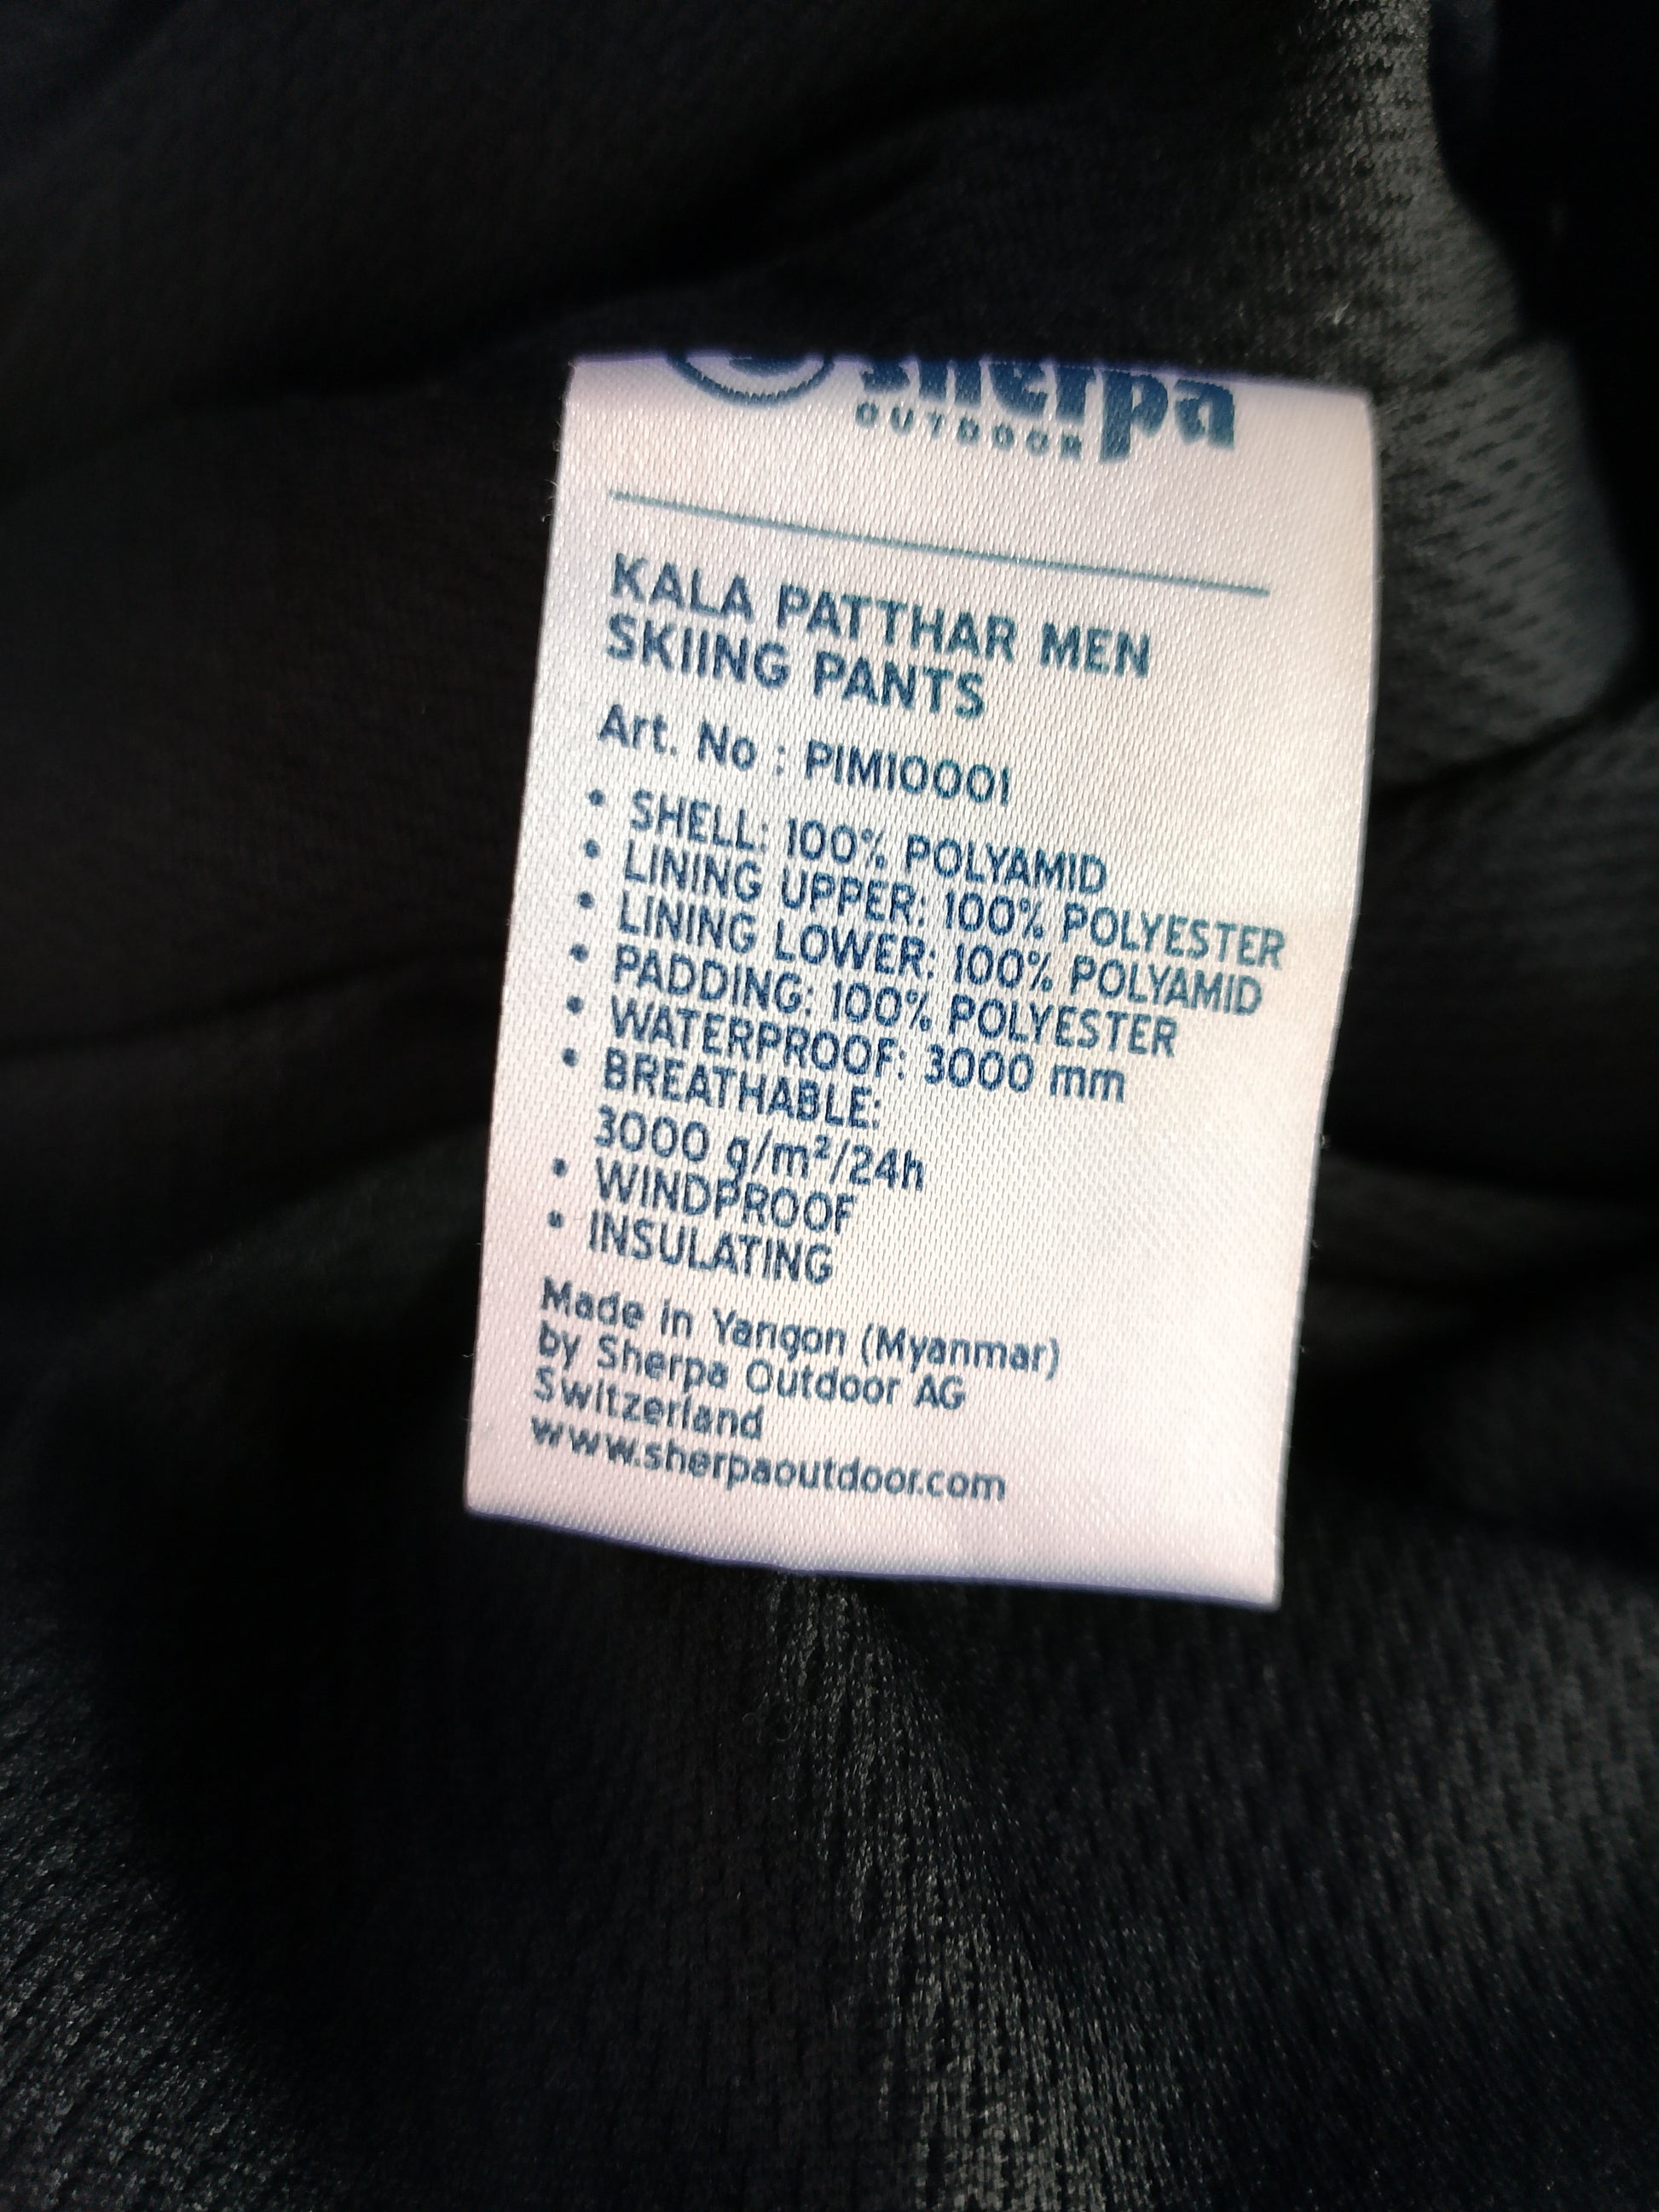 sherpa
OUTDOOR
KALA PATTHAR MEN
SKIING PANTS
Art. No : PIM10001
• SHELL: 100% POLYAMID
• LINING UPPER: 100% POLYESTER
• LINING LOWER: 100% POLYAMID
• PADDING: 100% POLYESTER
• WATERPROOF: 3000 mm
• BREATHABLE:
3000 g/m²/24h
• WINDPROOF
• INSULATING
Made in Yangon (Myanmar)
by Sherpa Outdoor AG
Switzerland
www.sherpaoutdoor.com